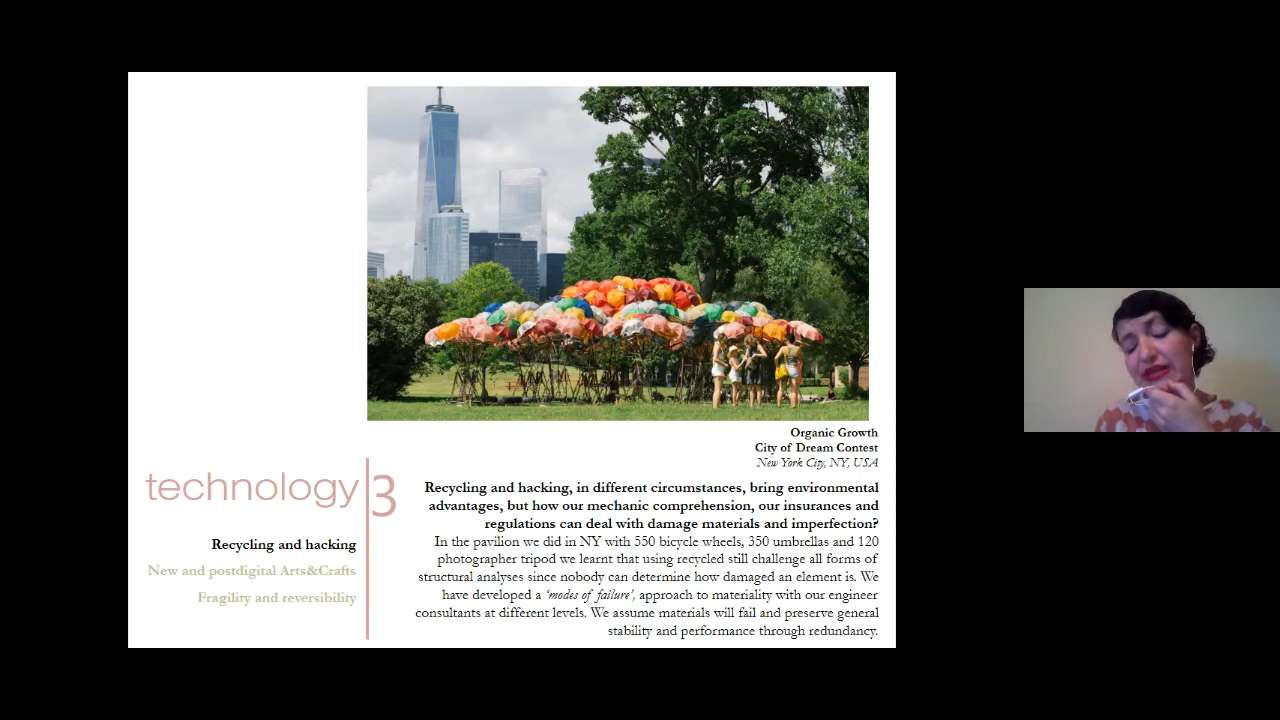 Organic Growth
City of Dream Contest
New York City, NY, USA
technology 3
Recycling and hacking
New and postdigital Arts&Crafts
Fragility and reversibility
Recycling and hacking, in different circumstances, bring environmental
advantages, but how our mechanic comprehension, our insurances and
regulations can deal with damage materials and imperfection?
In the pavilion we did in NY with 550 bicycle wheels, 350 umbrellas and 120
photographer tripod we learnt that using recycled still challenge all forms of
structural analyses since nobody can determine how damaged an element is. We
have developed a ‘modes of failure’, approach to materiality with our engineer
consultants at different levels. We assume materials will fail and preserve general
stability and performance through redundancy.